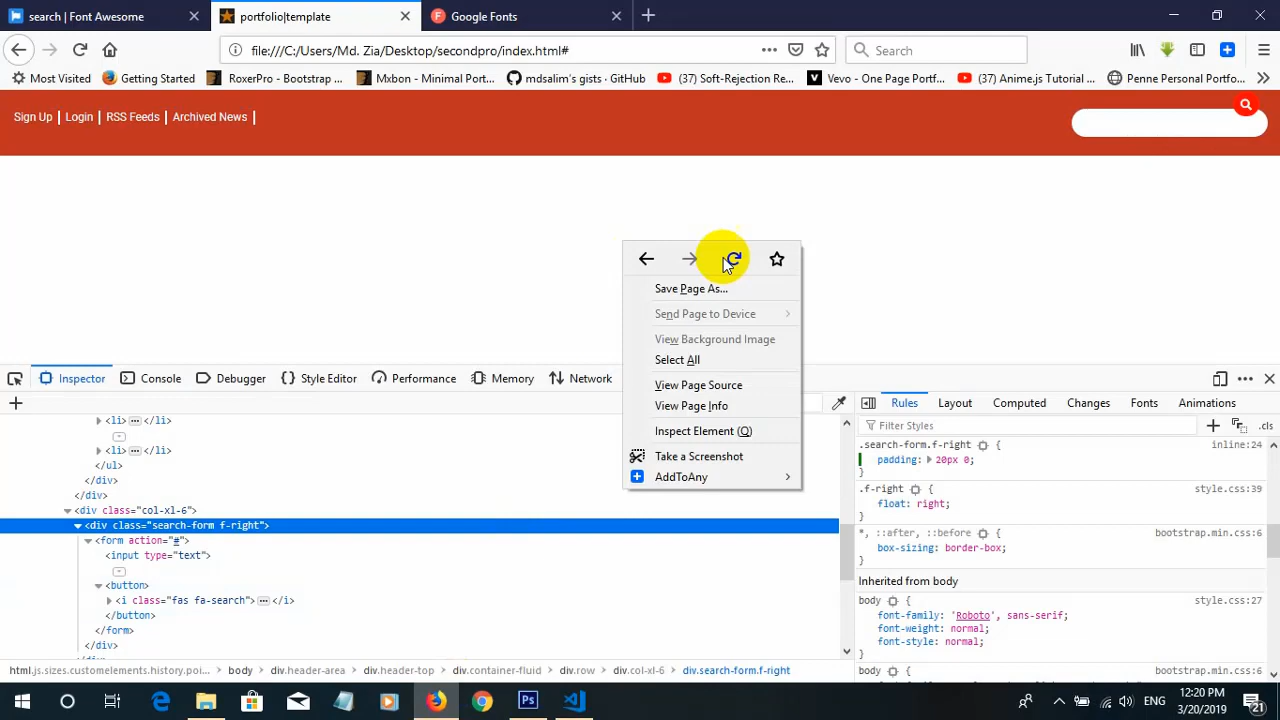 search | Font Awesome
portfolio|template
Google Fonts
file:///C:/Users/Md. Zia/Desktop/secondpro/index.html#
Search
Most Visited
Getting Started
RoxerPro - Bootstrap ...
Mxbon - Minimal Port...
mdsalim's gists · GitHub
(37) Soft-Rejection Re...
Vevo - One Page Portf...
(37) Anime.js Tutorial ...
Penne Personal Portfo...
Sign Up
Login
RSS Feeds
Archived News
Save Page As...
Send Page to Device
View Background Image
Select All
View Page Source
View Page Info
Inspect Element (Q)
Take a Screenshot
AddToAny
Inspector
Console
Debugger
Style Editor
Performance
Memory
Network
<li> </li>
<li> </li>
</ul>
</div>
</div>
<div class="col-xl-6">
<div class="search-form f-right">
<form action="#">
<input type="text">
<button>
<i class="fas fa-search"> </i>
</button>
</form>
</div>
html.js.sizes.customelements.history.poi...
body
div.header-area
div.header-top
div.container-fluid
div.row
div.col-xl-6
div.search-form.f-right
Rules
Layout
Computed
Changes
Fonts
Animations
Filter Styles
.cls
.search-form.f-right { inline:24
padding: 20px 0;
}
.f-right { style.css:39
float: right;
}
*, ::after, ::before { bootstrap.min.css:6
box-sizing: border-box;
}
Inherited from body
body { style.css:27
font-family: 'Roboto', sans-serif;
font-weight: normal;
font-style: normal;
}
body { bootstrap.min.css:6
ENG
12:20 PM
3/20/2019
21